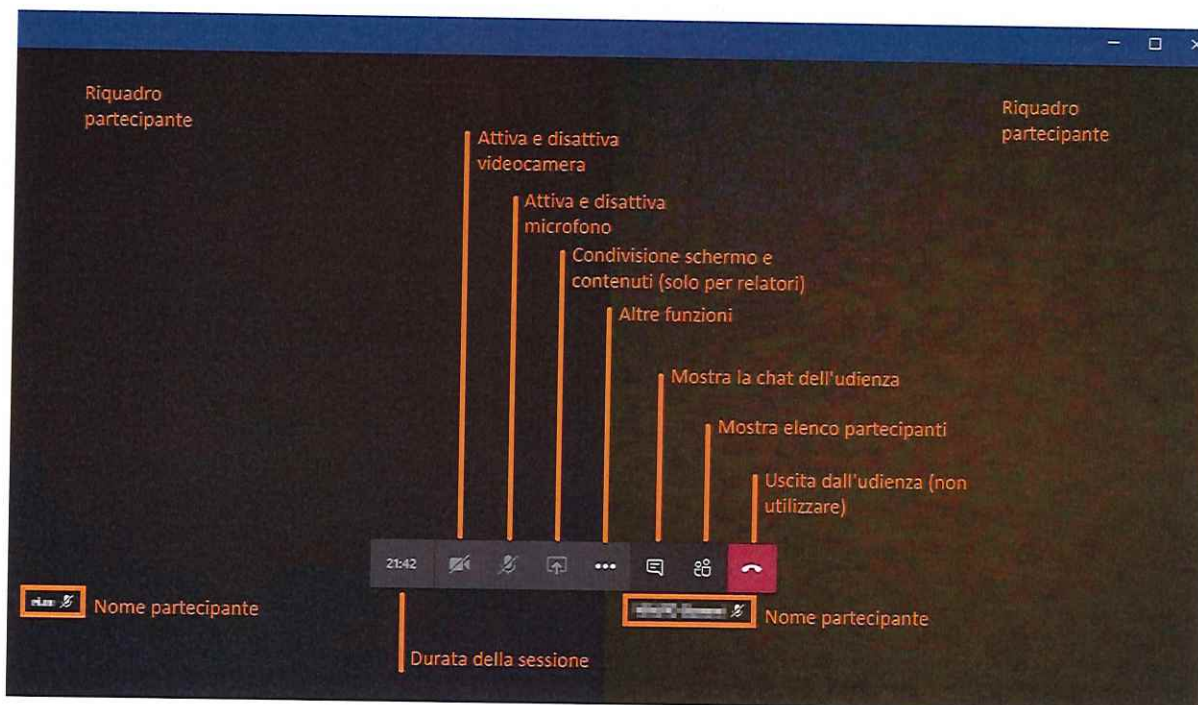 Riquadro
partecipante
Riquadro
partecipante
Attiva e disattiva
videocamera
Attiva e disattiva
microfono
Condivisione schermo e
contenuti (solo per relatori)
Altre funzioni
Mostra la chat dell'udienza
Mostra elenco partecipanti
Uscita dall'udienza (non
utilizzare)
21:42
Nome partecipante
Nome partecipante
Durata della sessione